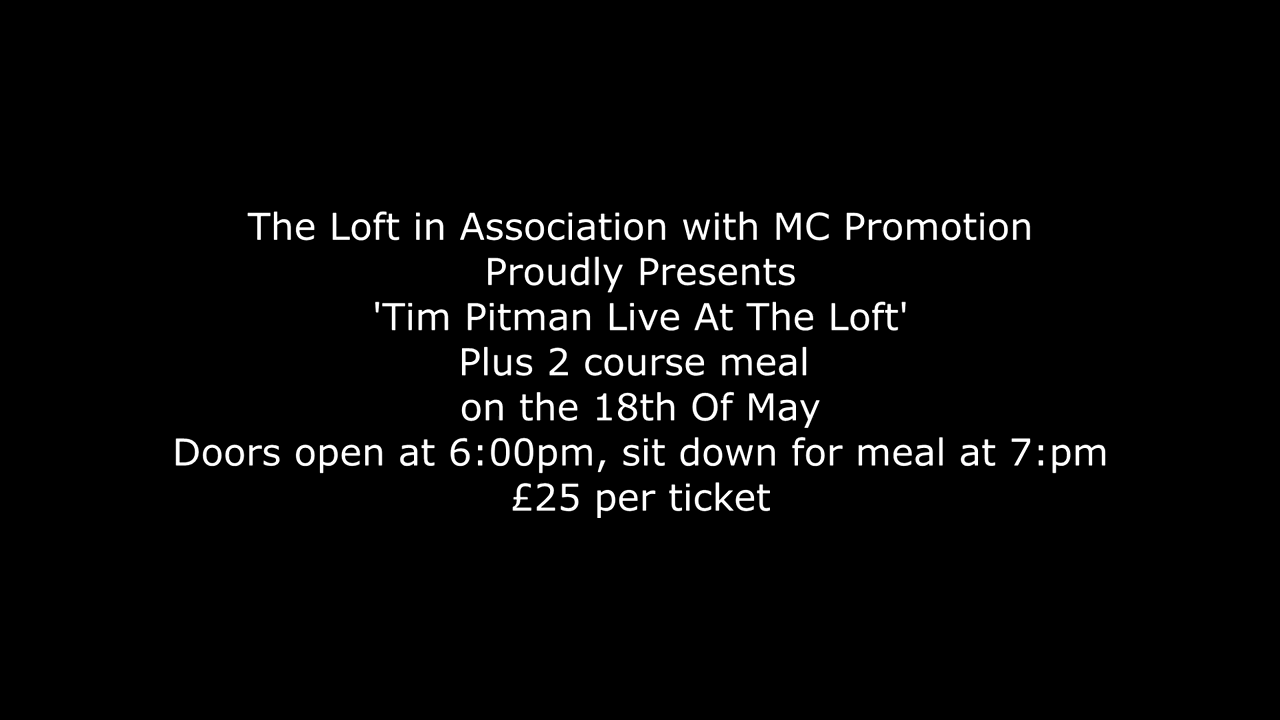 The Loft in Association with MC Promotion
Proudly Presents
'Tim Pitman Live At The Loft'
Plus 2 course meal
on the 18th Of May
Doors open at 6:00pm, sit down for meal at 7:pm
£25 per ticket